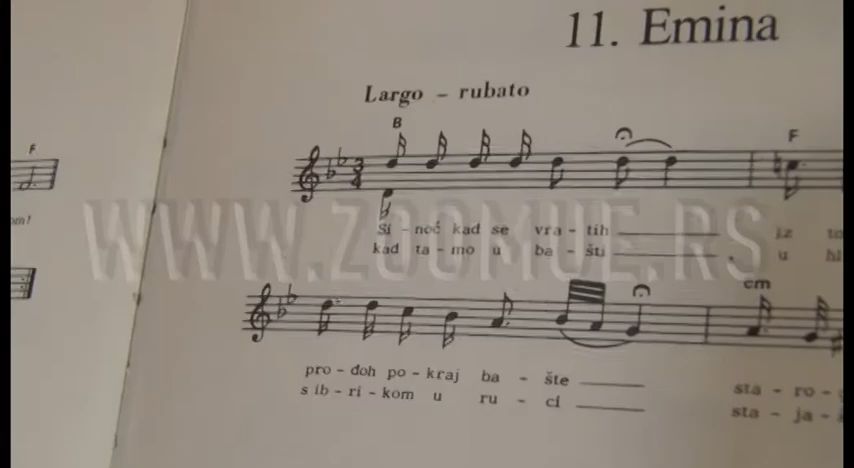 11. Emina
Largo – rubato
B
F
F
Si – noć kad se vra – tih
kad ta – mo u ba – šti
iz
u
WWW.ZOOMUE.RS
cm
pro – đoh po – kraj ba – šte
s ib – ri – kom u ru – ci
sta – ro –
sta – ja –